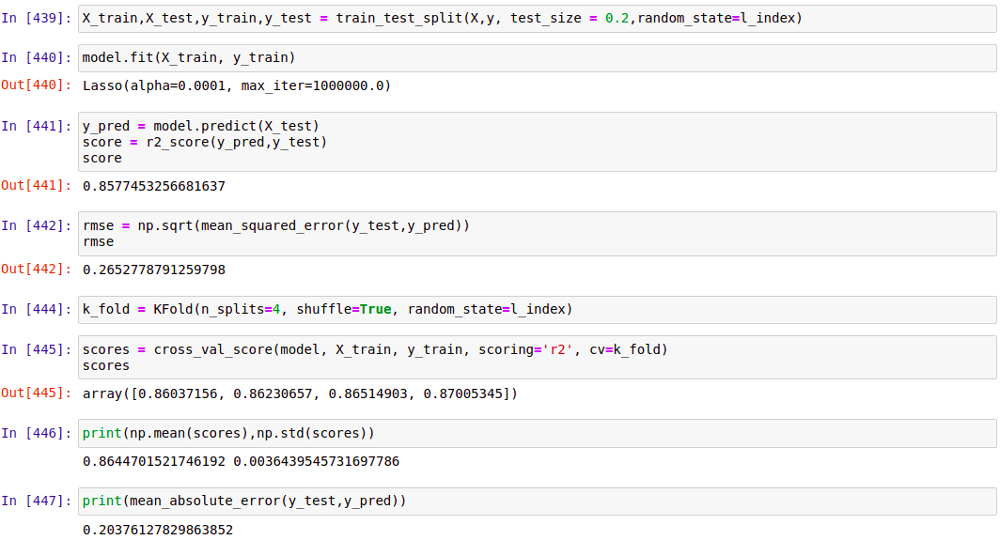 In [439]: X_train,X_test,y_train,y_test = train_test_split(X,y, test_size = 0.2,random_state=l_index)
In [440]: model.fit(X_train, y_train)
Out[440]: Lasso(alpha=0.0001, max_iter=1000000.0)
In [441]: y_pred = model.predict(X_test)
score = r2_score(y_pred,y_test)
score
Out[441]: 0.8577453256681637
In [442]: rmse = np.sqrt(mean_squared_error(y_test,y_pred))
rmse
Out[442]: 0.2652778791259798
In [444]: k_fold = KFold(n_splits=4, shuffle=True, random_state=l_index)
In [445]: scores = cross_val_score(model, X_train, y_train, scoring='r2', cv=k_fold)
scores
Out[445]: array([0.86037156, 0.86230657, 0.86514903, 0.87005345])
In [446]: print(np.mean(scores),np.std(scores))
0.8644701521746192 0.0036439545731697786
In [447]: print(mean_absolute_error(y_test,y_pred))
0.20376127829863852